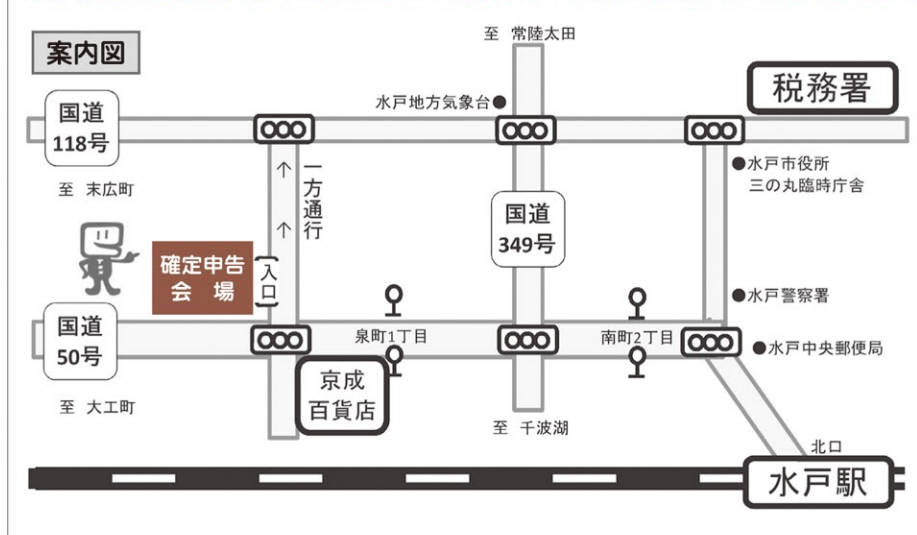 至 常陸太田
案内図
水戸地方気象台●
税務署
国道
118号
一方通行
●水戸市役所
三の丸臨時庁舎
至 末広町
国道
349号
確定申告
会 場
入口
●水戸警察署
国道
50号
泉町1丁目
南町2丁目
●水戸中央郵便局
京成
百貨店
至 大工町
至 千波湖
北口
水戸駅